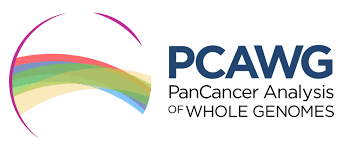 PCAWG
PanCancer Analysis
OF WHOLE GENOMES